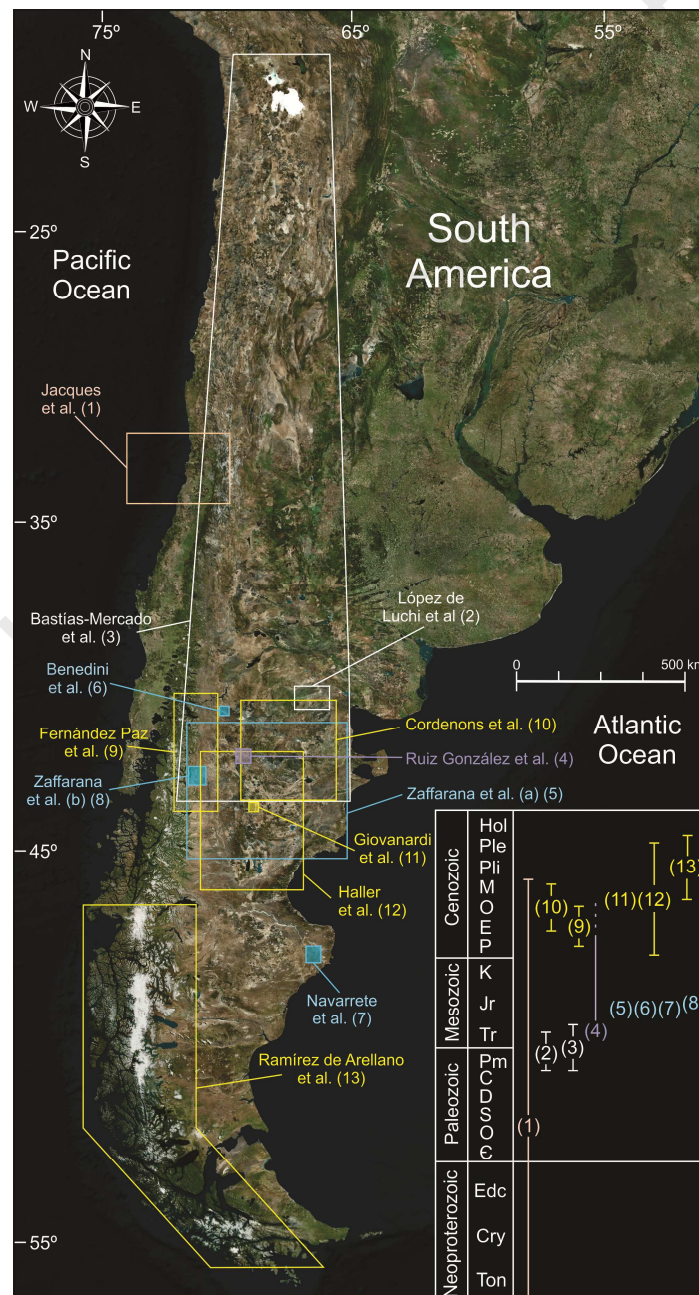 75º
65º
55º
N
W
E
S
25º
Pacific
Ocean
South
America
Jacques
et al. (1)
35º
Bastías-Mercado
et al. (3)
López de
Luchi et al (2)
Benedini
et al. (6)
0
500 km
Fernández Paz
et al. (9)
Cordenons et al. (10)
Atlantic
Ocean
Ruiz González et al. (4)
Zaffarana
et al. (b) (8)
Zaffarana et al. (a) (5)
Giovanardi
et al. (11)
45º
Haller
et al. (12)
Navarrete
et al. (7)
Ramírez de Arellano
et al. (13)
55º
Cenozoic
Hol
Ple
Pli
M
O
E
P
Mesozoic
K
Jr
Tr
Paleozoic
Pm
C
D
S
O
Є
Neoproterozoic
Edc
Cry
Ton
(13)
(10)
(11)
(12)
(9)
(5)
(6)
(7)
(8
(4)
(2)
(3)
(1)